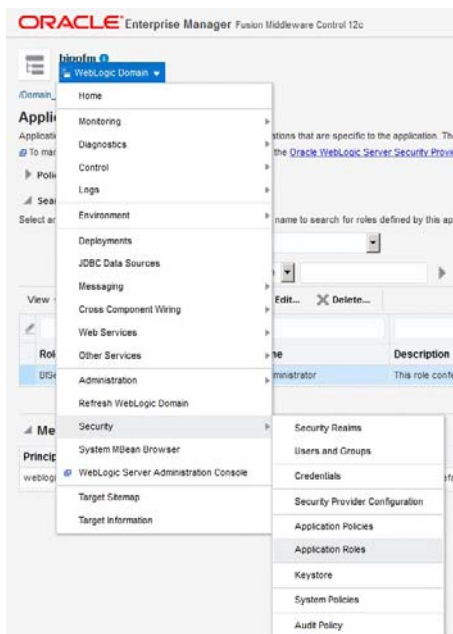 ORACLE Enterprise Manager Fusion Middleware Control 12c
bipofm
WebLogic Domain
/Domain_
Home
Appli
Monitoring
Applicati
ations that are specific to the application. Th
Diagnostics
To mar
the Oracle WebLogic Server Security Provi
Control
Poli
Logs
Sear
Select ar
Environment
name to search for roles defined by this ap
Deployments
JDBC Data Sources
Messaging
View
Edit...
Delete...
Cross Component Wiring
Web Services
Rol
Other Services
me
Description
BISe
Administration
ministrator
This role confe
Refresh WebLogic Domain
Me
Security
Security Realms
Princip
System MBean Browser
Users and Groups
weblogi
WebLogic Server Administration Console
Credentials
Target Sitemap
Security Provider Configuration
Target Information
Application Policies
Application Roles
Keystore
System Policies
Audit Policy